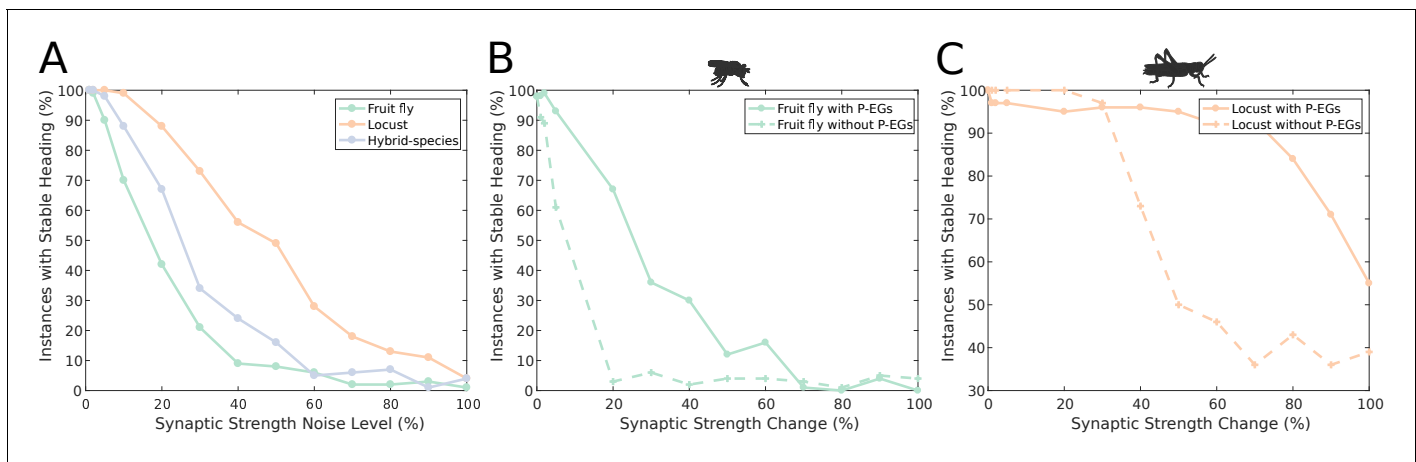 A
Instances with Stable Heading (%)
100
90
80
70
60
50
40
30
20
10
0
Fruit fly
Locust
Hybrid-species
0 20 40 60 80 100
Synaptic Strength Noise Level (%)
B
Instances with Stable Heading (%)
100
90
80
70
60
50
40
30
20
10
0
Fruit fly with P-EGs
Fruit fly without P-EGs
0 20 40 60 80 100
Synaptic Strength Change (%)
C
Instances with Stable Heading (%)
100
90
80
70
60
50
40
30
Locust with P-EGs
Locust without P-EGs
0 20 40 60 80 100
Synaptic Strength Change (%)